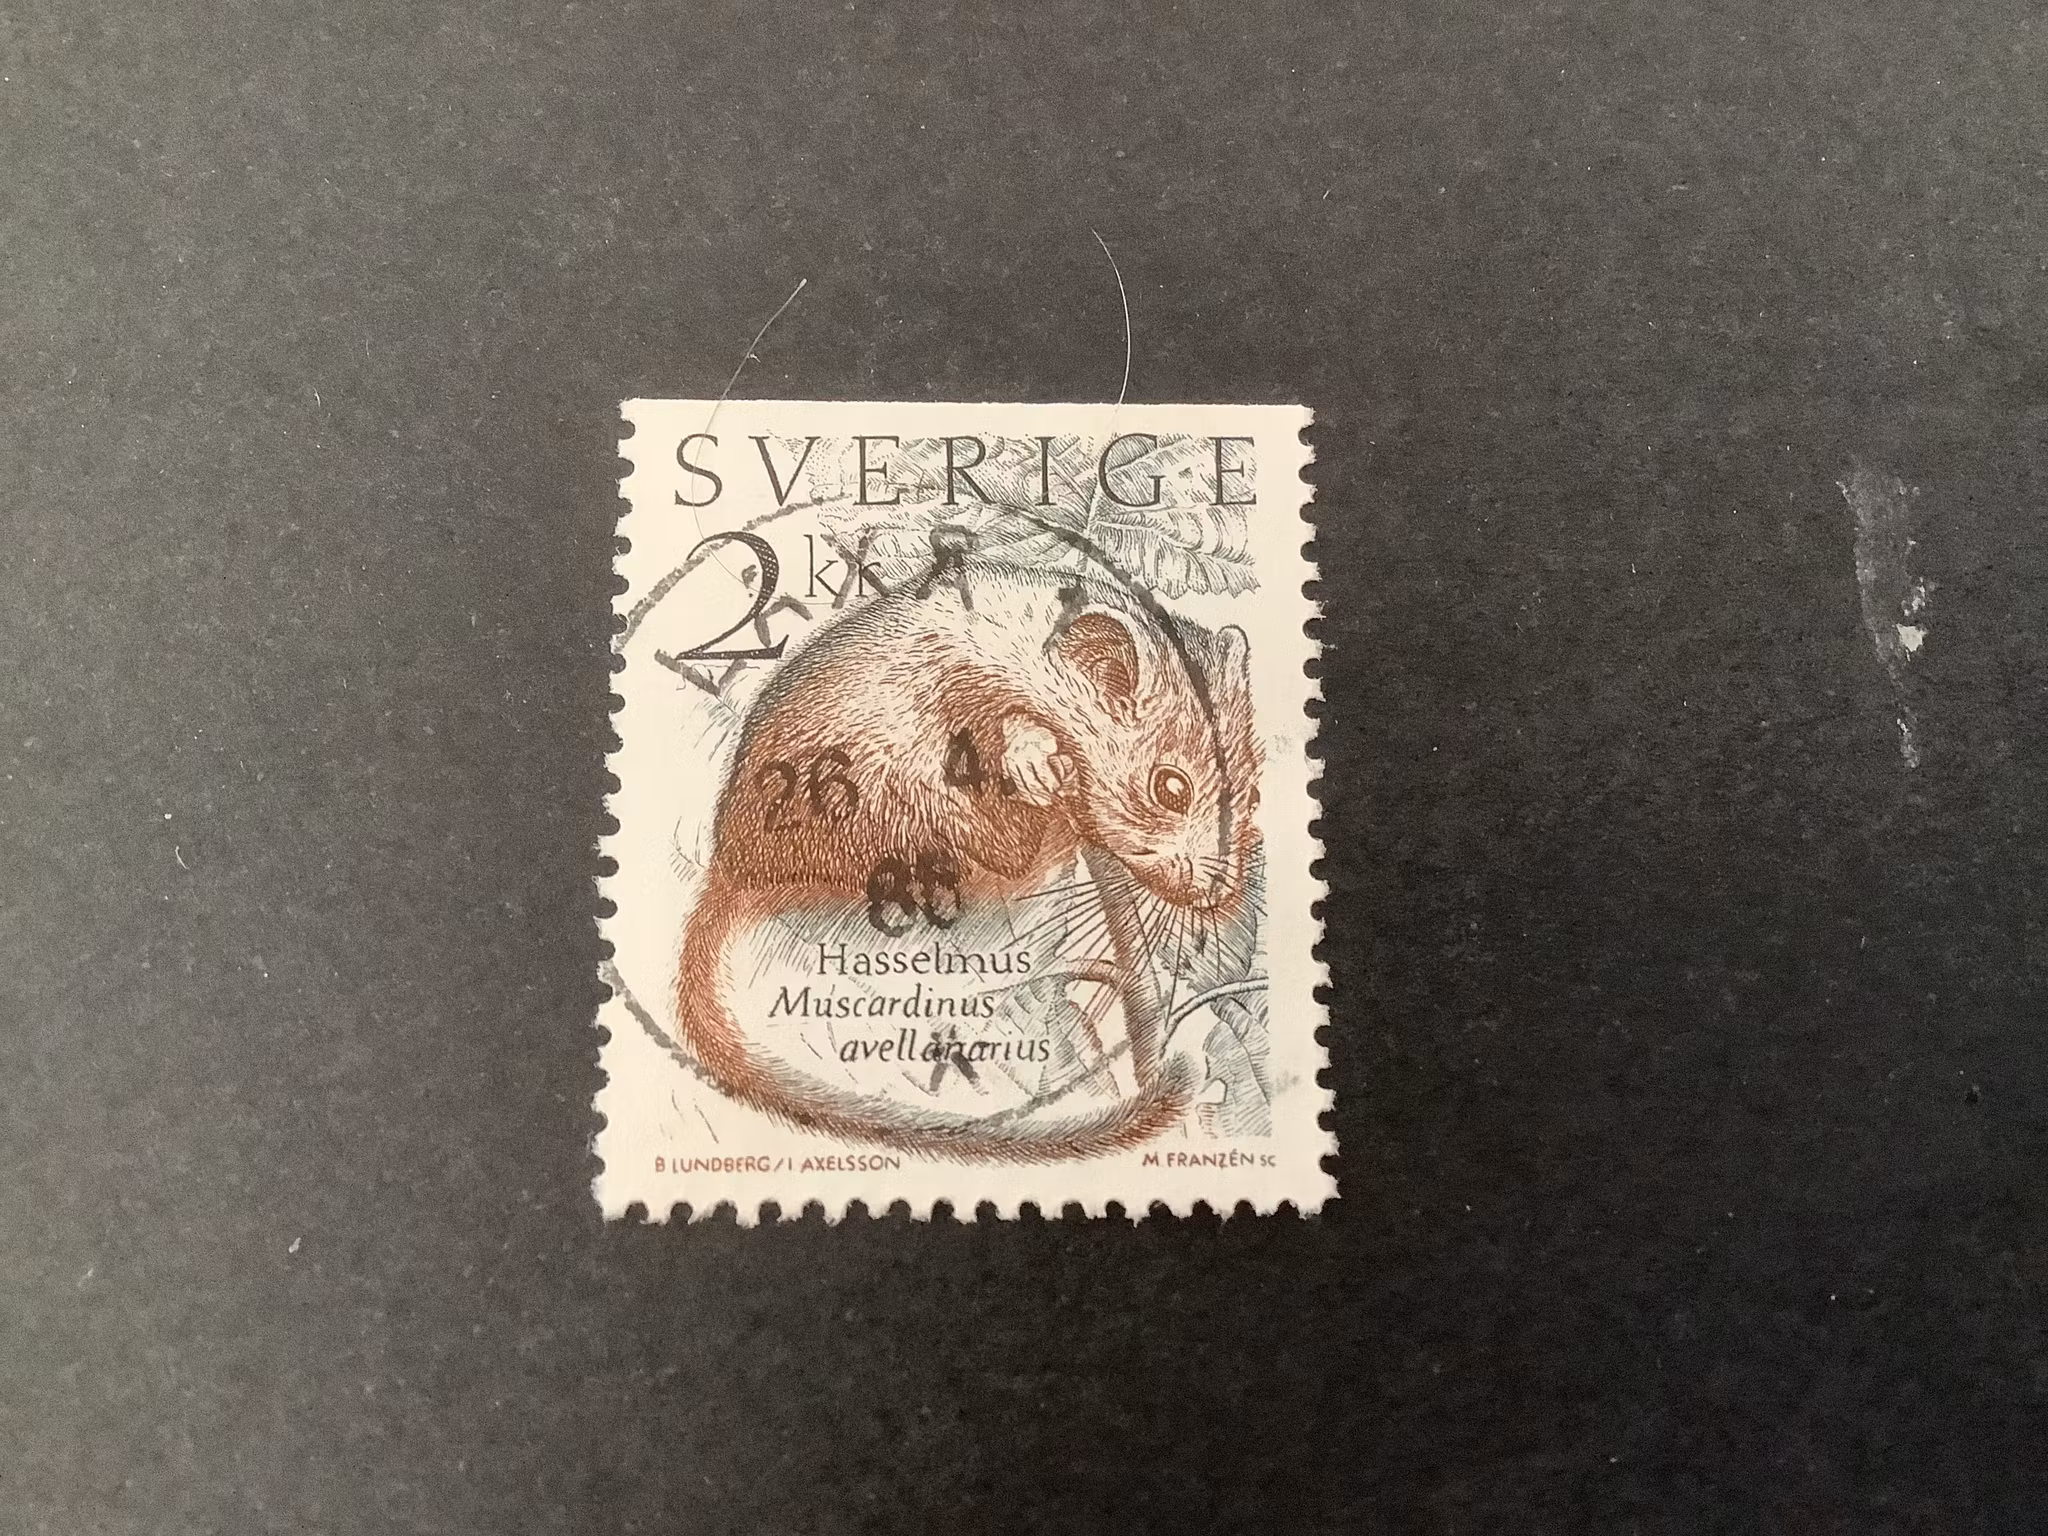 SVERIGE
2 kr
26 4.
Hasselmus
Muscardinus
avellanarius
B LUNDBERG/I AXELSSON
M FRANZÉN SC